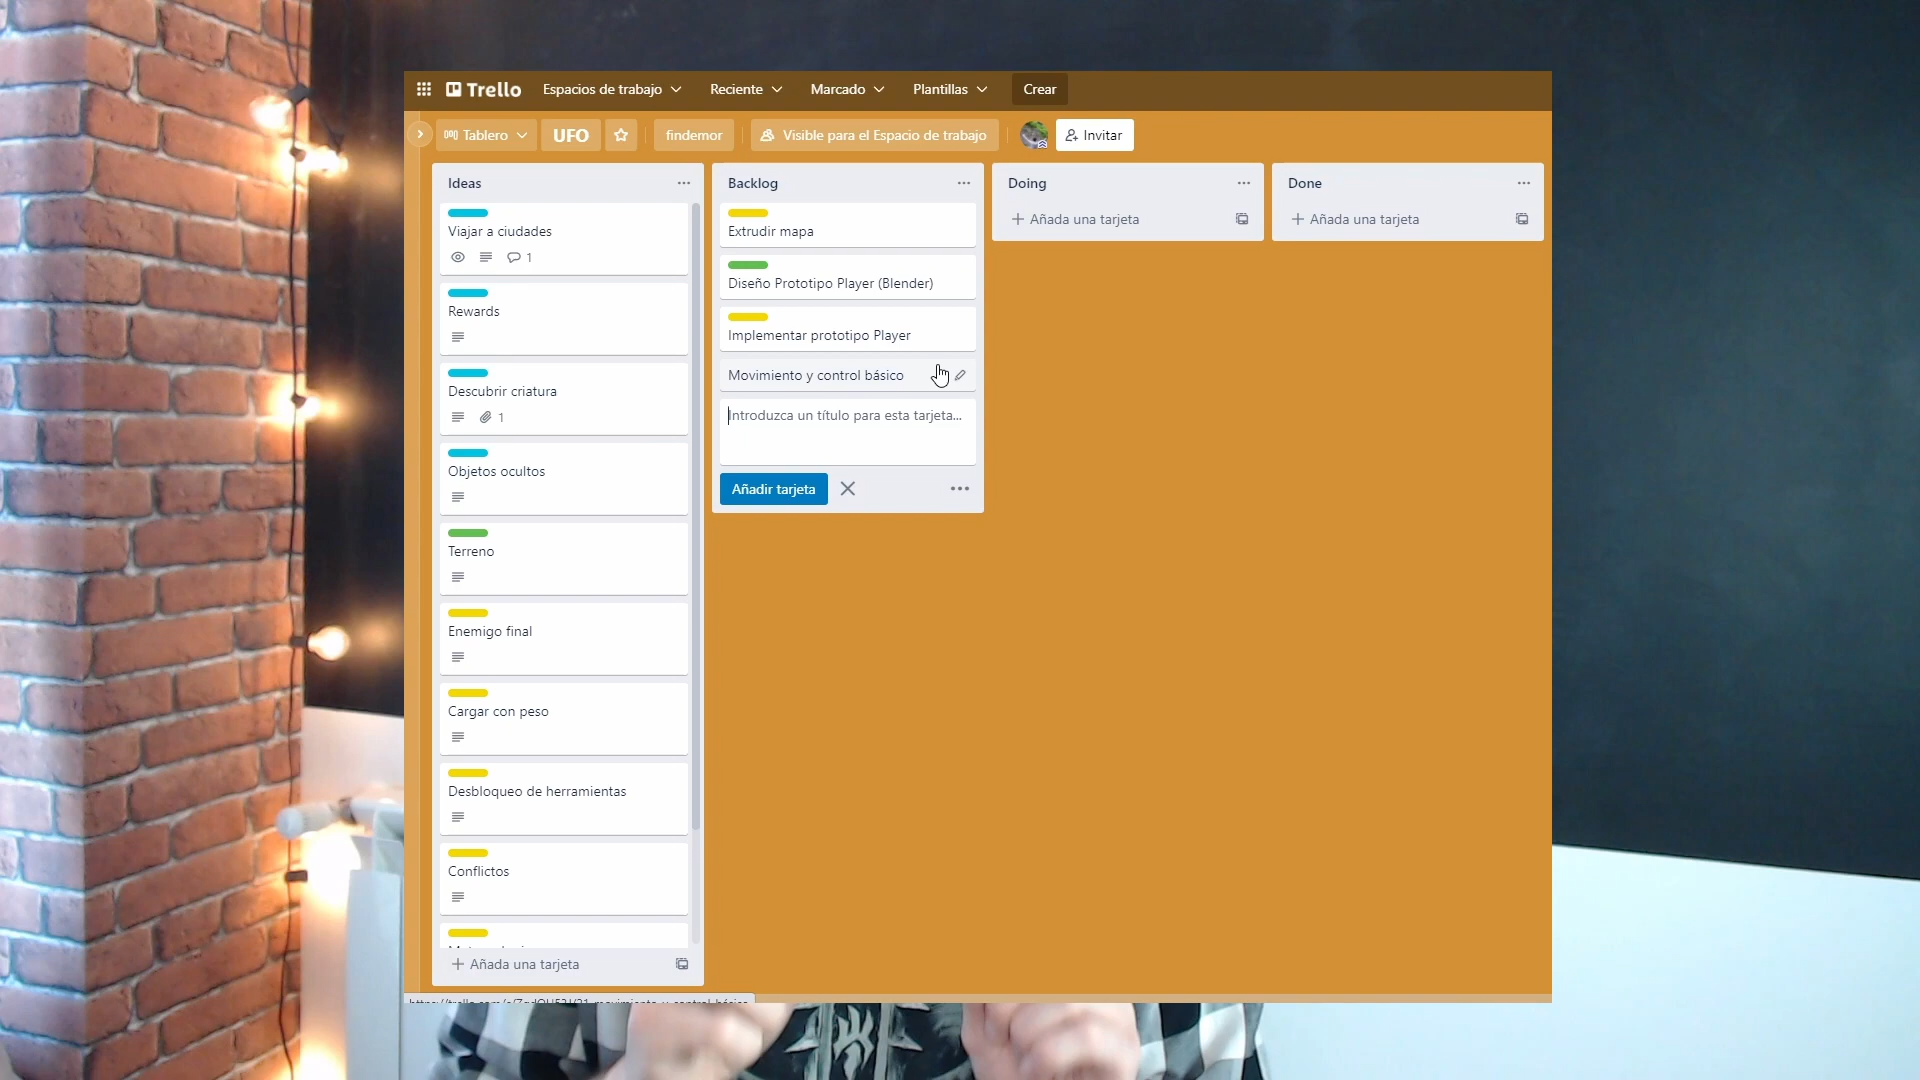 Trello Espacios de trabajo Reciente Marcado Plantillas Crear
Tablero UFO findemor Visible para el Espacio de trabajo Invitar
Ideas
Viajar a ciudades
1
Rewards
Descubrir criatura
1
Objetos ocultos
Terreno
Enemigo final
Cargar con peso
Desbloqueo de herramientas
Conflictos
Añada una tarjeta
Backlog
Extrudir mapa
Diseño Prototipo Player (Blender)
Implementar prototipo Player
Movimiento y control básico
Introduzca un título para esta tarjeta...
Añadir tarjeta
Doing
Añada una tarjeta
Done
Añada una tarjeta